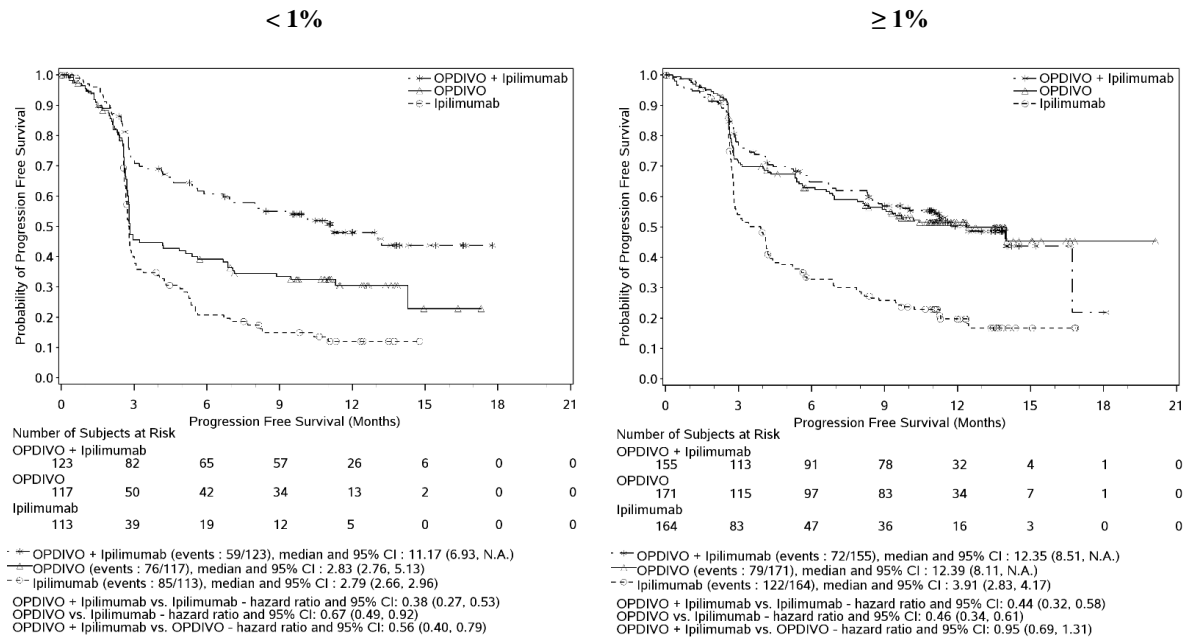 < 1%
≥ 1%
1.0
0.9
0.8
0.7
0.6
0.5
0.4
0.3
0.2
0.1
0.0
Probability of Progression Free Survival
OPDIVO + Ipilimumab
OPDIVO
Ipilimumab
0 3 6 9 12 15 18 21
Progression Free Survival (Months)
Number of Subjects at Risk
OPDIVO + Ipilimumab
123 82 65 57 26 6 0 0
OPDIVO
117 50 42 34 13 2 0 0
Ipilimumab
113 39 19 12 5 0 0 0
OPDIVO + Ipilimumab (events : 59/123), median and 95% CI : 11.17 (6.93, N.A.)
OPDIVO (events : 76/117), median and 95% CI : 2.83 (2.76, 5.13)
Ipilimumab (events : 85/113), median and 95% CI : 2.79 (2.66, 2.96)
OPDIVO + Ipilimumab vs. Ipilimumab - hazard ratio and 95% CI: 0.38 (0.27, 0.53)
OPDIVO vs. Ipilimumab - hazard ratio and 95% CI: 0.67 (0.49, 0.92)
OPDIVO + Ipilimumab vs. OPDIVO - hazard ratio and 95% CI: 0.56 (0.40, 0.79)
1.0
0.9
0.8
0.7
0.6
0.5
0.4
0.3
0.2
0.1
0.0
Probability of Progression Free Survival
OPDIVO + Ipilimumab
OPDIVO
Ipilimumab
0 3 6 9 12 15 18 21
Progression Free Survival (Months)
Number of Subjects at Risk
OPDIVO + Ipilimumab
155 113 91 78 32 4 1 0
OPDIVO
171 115 97 83 34 7 1 0
Ipilimumab
164 83 47 36 16 3 0 0
OPDIVO + Ipilimumab (events : 72/155), median and 95% CI : 12.35 (8.51, N.A.)
OPDIVO (events : 79/171), median and 95% CI : 12.39 (8.11, N.A.)
Ipilimumab (events : 122/164), median and 95% CI : 3.91 (2.83, 4.17)
OPDIVO + Ipilimumab vs. Ipilimumab - hazard ratio and 95% CI: 0.44 (0.32, 0.58)
OPDIVO vs. Ipilimumab - hazard ratio and 95% CI: 0.46 (0.34, 0.61)
OPDIVO + Ipilimumab vs. OPDIVO - hazard ratio and 95% CI: 0.95 (0.69, 1.31)